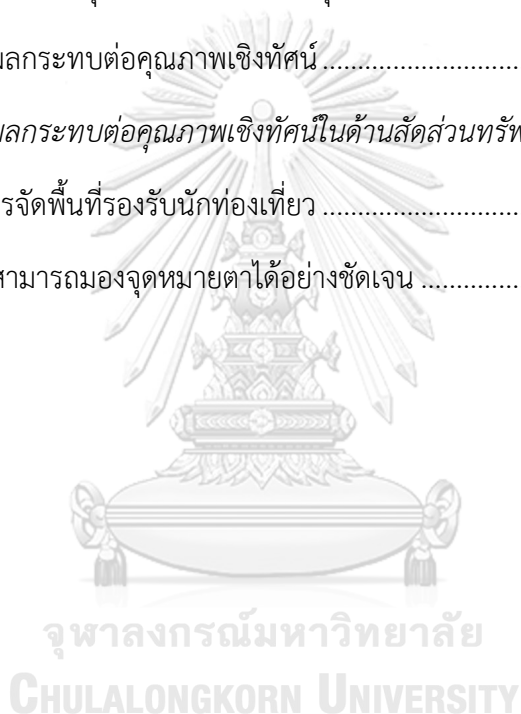 ผลกระทบต่อคุณภาพเชิงทัศน์ ........................
ผลกระทบต่อคุณภาพเชิงทัศน์ในด้านสัดส่วน
รจัดพื้นที่รองรับนักท่องเที่ยว ........................
สามารถมองจุดหมายตาได้อย่างชัดเจน ..............
จุฬาลงกรณ์มหาวิทยาลัย
CHULALONGKORN UNIVERSITY